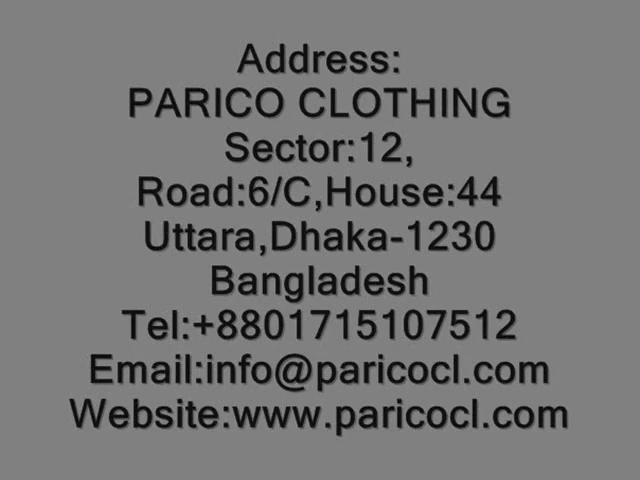 Address:
PARICO CLOTHING
Sector:12,
Road:6/C,House:44
Uttara,Dhaka-1230
Bangladesh
Tel:+8801715107512
Email:info@paricocl.com
Website:www.paricocl.com